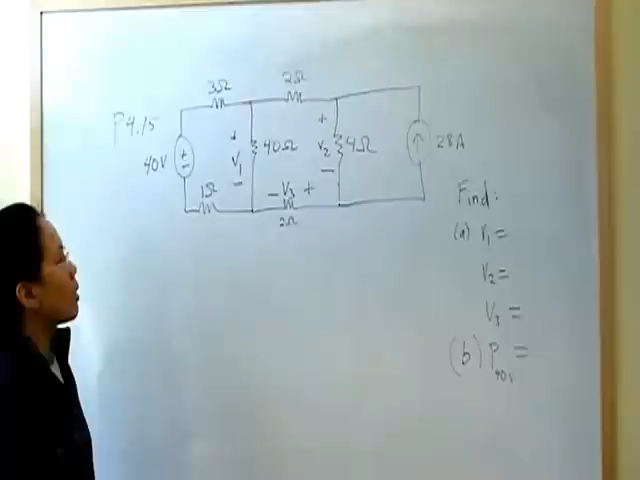 P4.15
3Ω 2Ω
40V + - + V1 - 40Ω + V2 - 4Ω 28A
1Ω - V3 +
2Ω
Find:
(a) V1 =
V2 =
V3 =
(b) P40V =